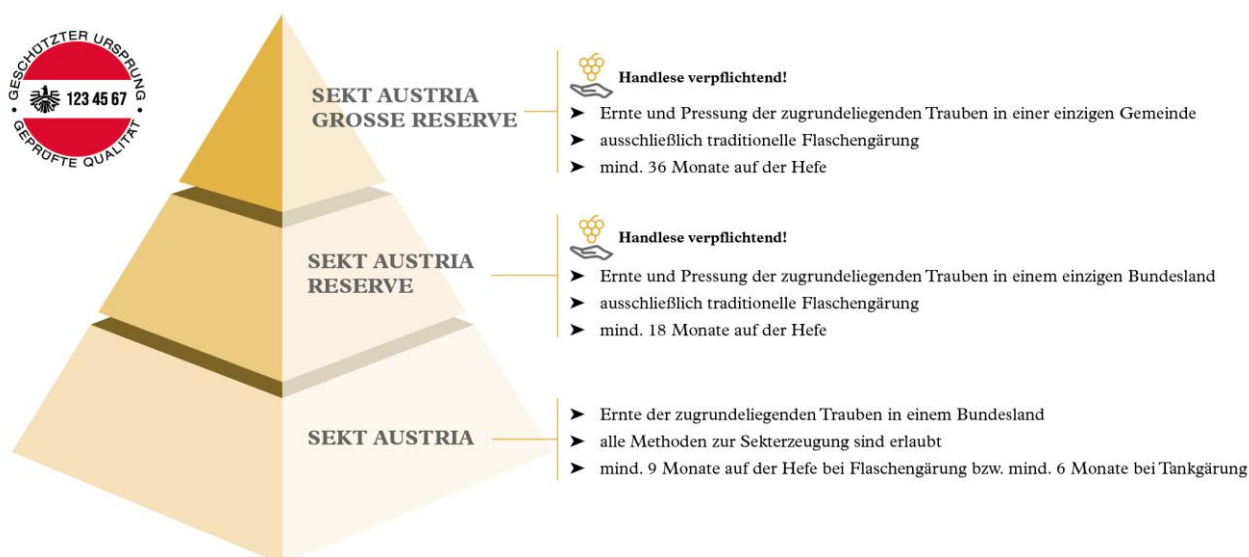 GESCHÜTZTER URSPRUNG
123 45 67
GEPRÜFTE QUALITÄT
SEKT AUSTRIA
GROSSE RESERVE
Handlese verpflichtend!
➤ Ernte und Pressung der zugrundeliegenden Trauben in einer einzigen Gemeinde
➤ ausschließlich traditionelle Flaschengärung
➤ mind. 36 Monate auf der Hefe
SEKT AUSTRIA
RESERVE
Handlese verpflichtend!
➤ Ernte und Pressung der zugrundeliegenden Trauben in einem einzigen Bundesland
➤ ausschließlich traditionelle Flaschengärung
➤ mind. 18 Monate auf der Hefe
SEKT AUSTRIA
➤ Ernte der zugrundeliegenden Trauben in einem Bundesland
➤ alle Methoden zur Sekterzeugung sind erlaubt
➤ mind. 9 Monate auf der Hefe bei Flaschengärung bzw. mind. 6 Monate bei Tankgärung